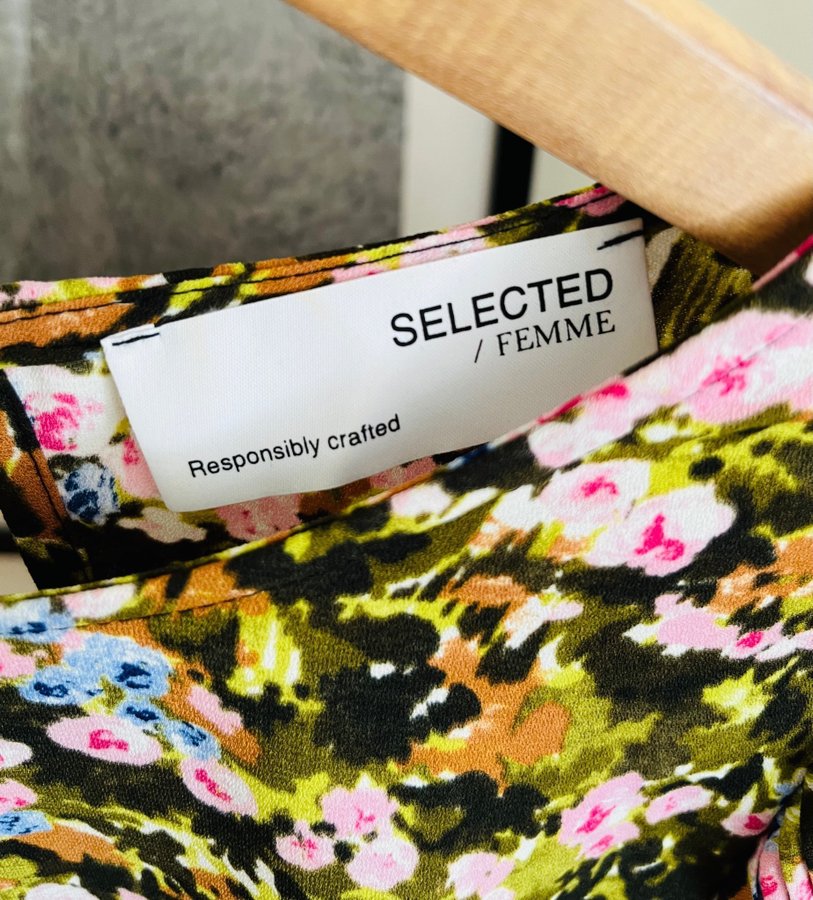 SELECTED
/ FEMME
Responsibly crafted